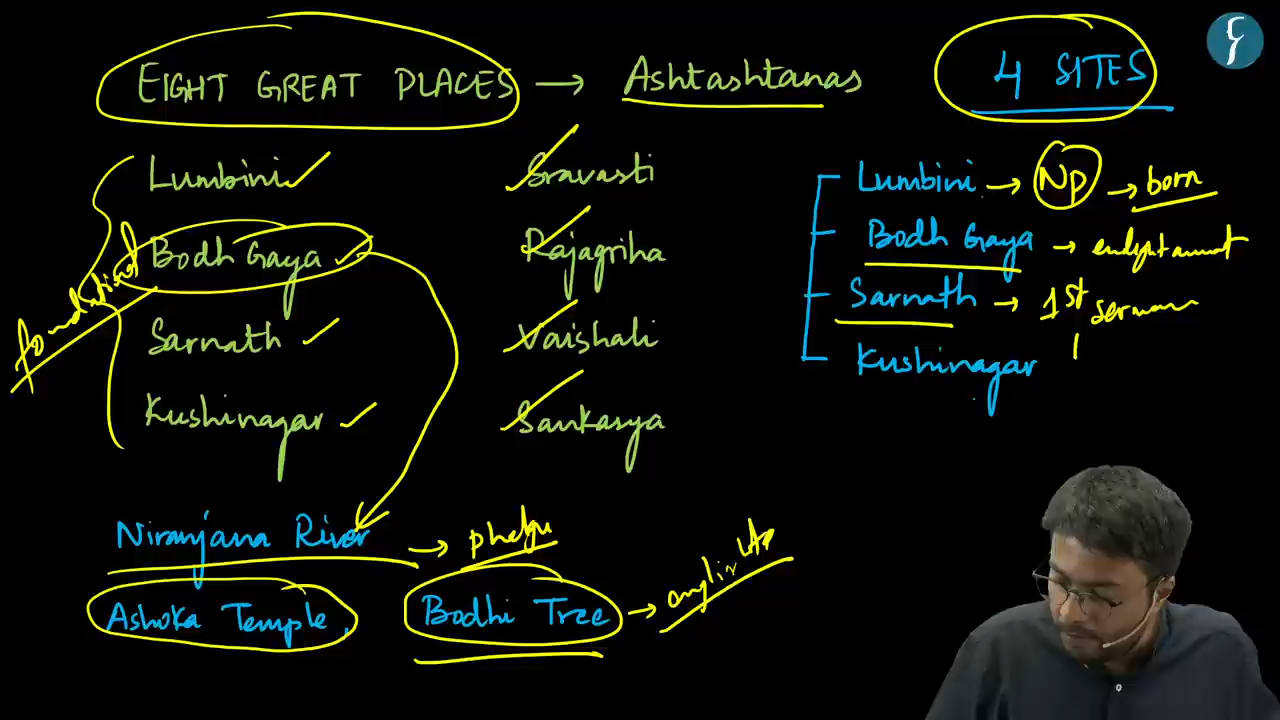 EIGHT GREAT PLACES → Ashtashtanas
Lumbini
Bodh Gaya
Sarnath
Kushinagar
foundational
Sravasti
Rajagriha
Vaishali
Sankasya
Niranjana River → phalgu
Ashoka Temple
Bodhi Tree →
4 SITES
Lumbini → Np → born
Bodh Gaya →
Sarnath → 1st sermon
Kushinagar